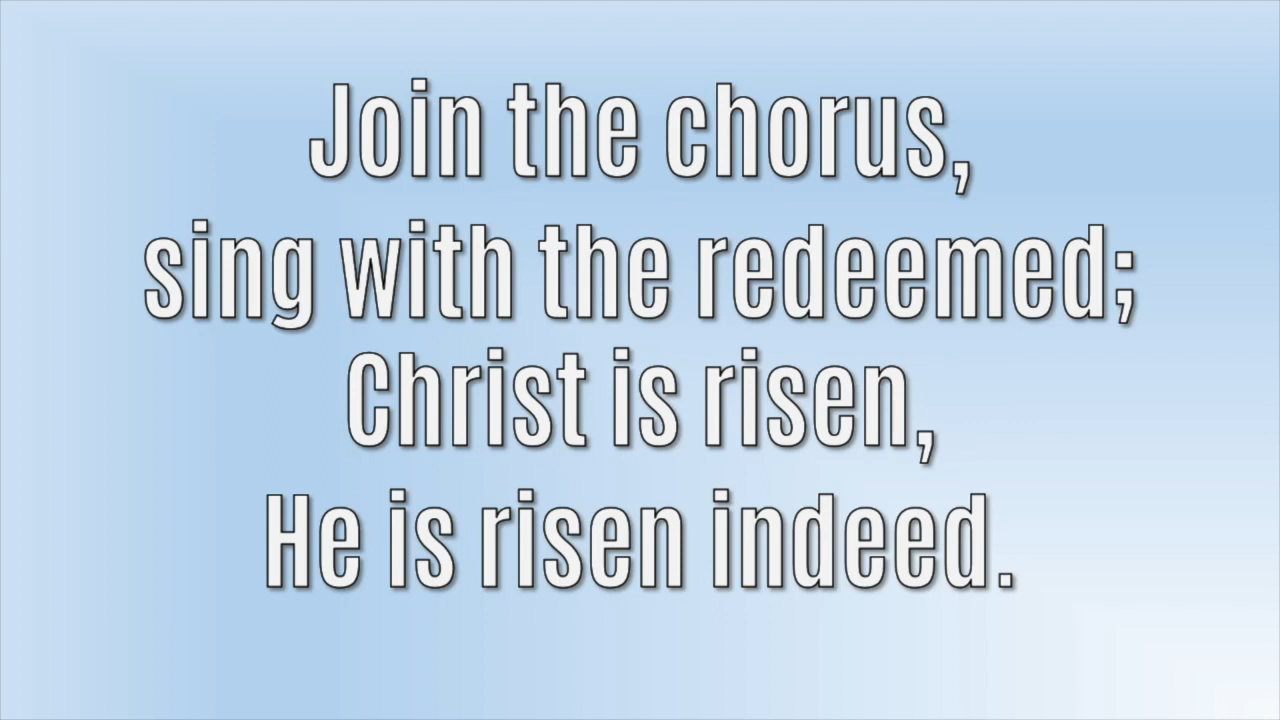 Join the chorus,
sing with the redeemed;
Christ is risen,
He is risen indeed.